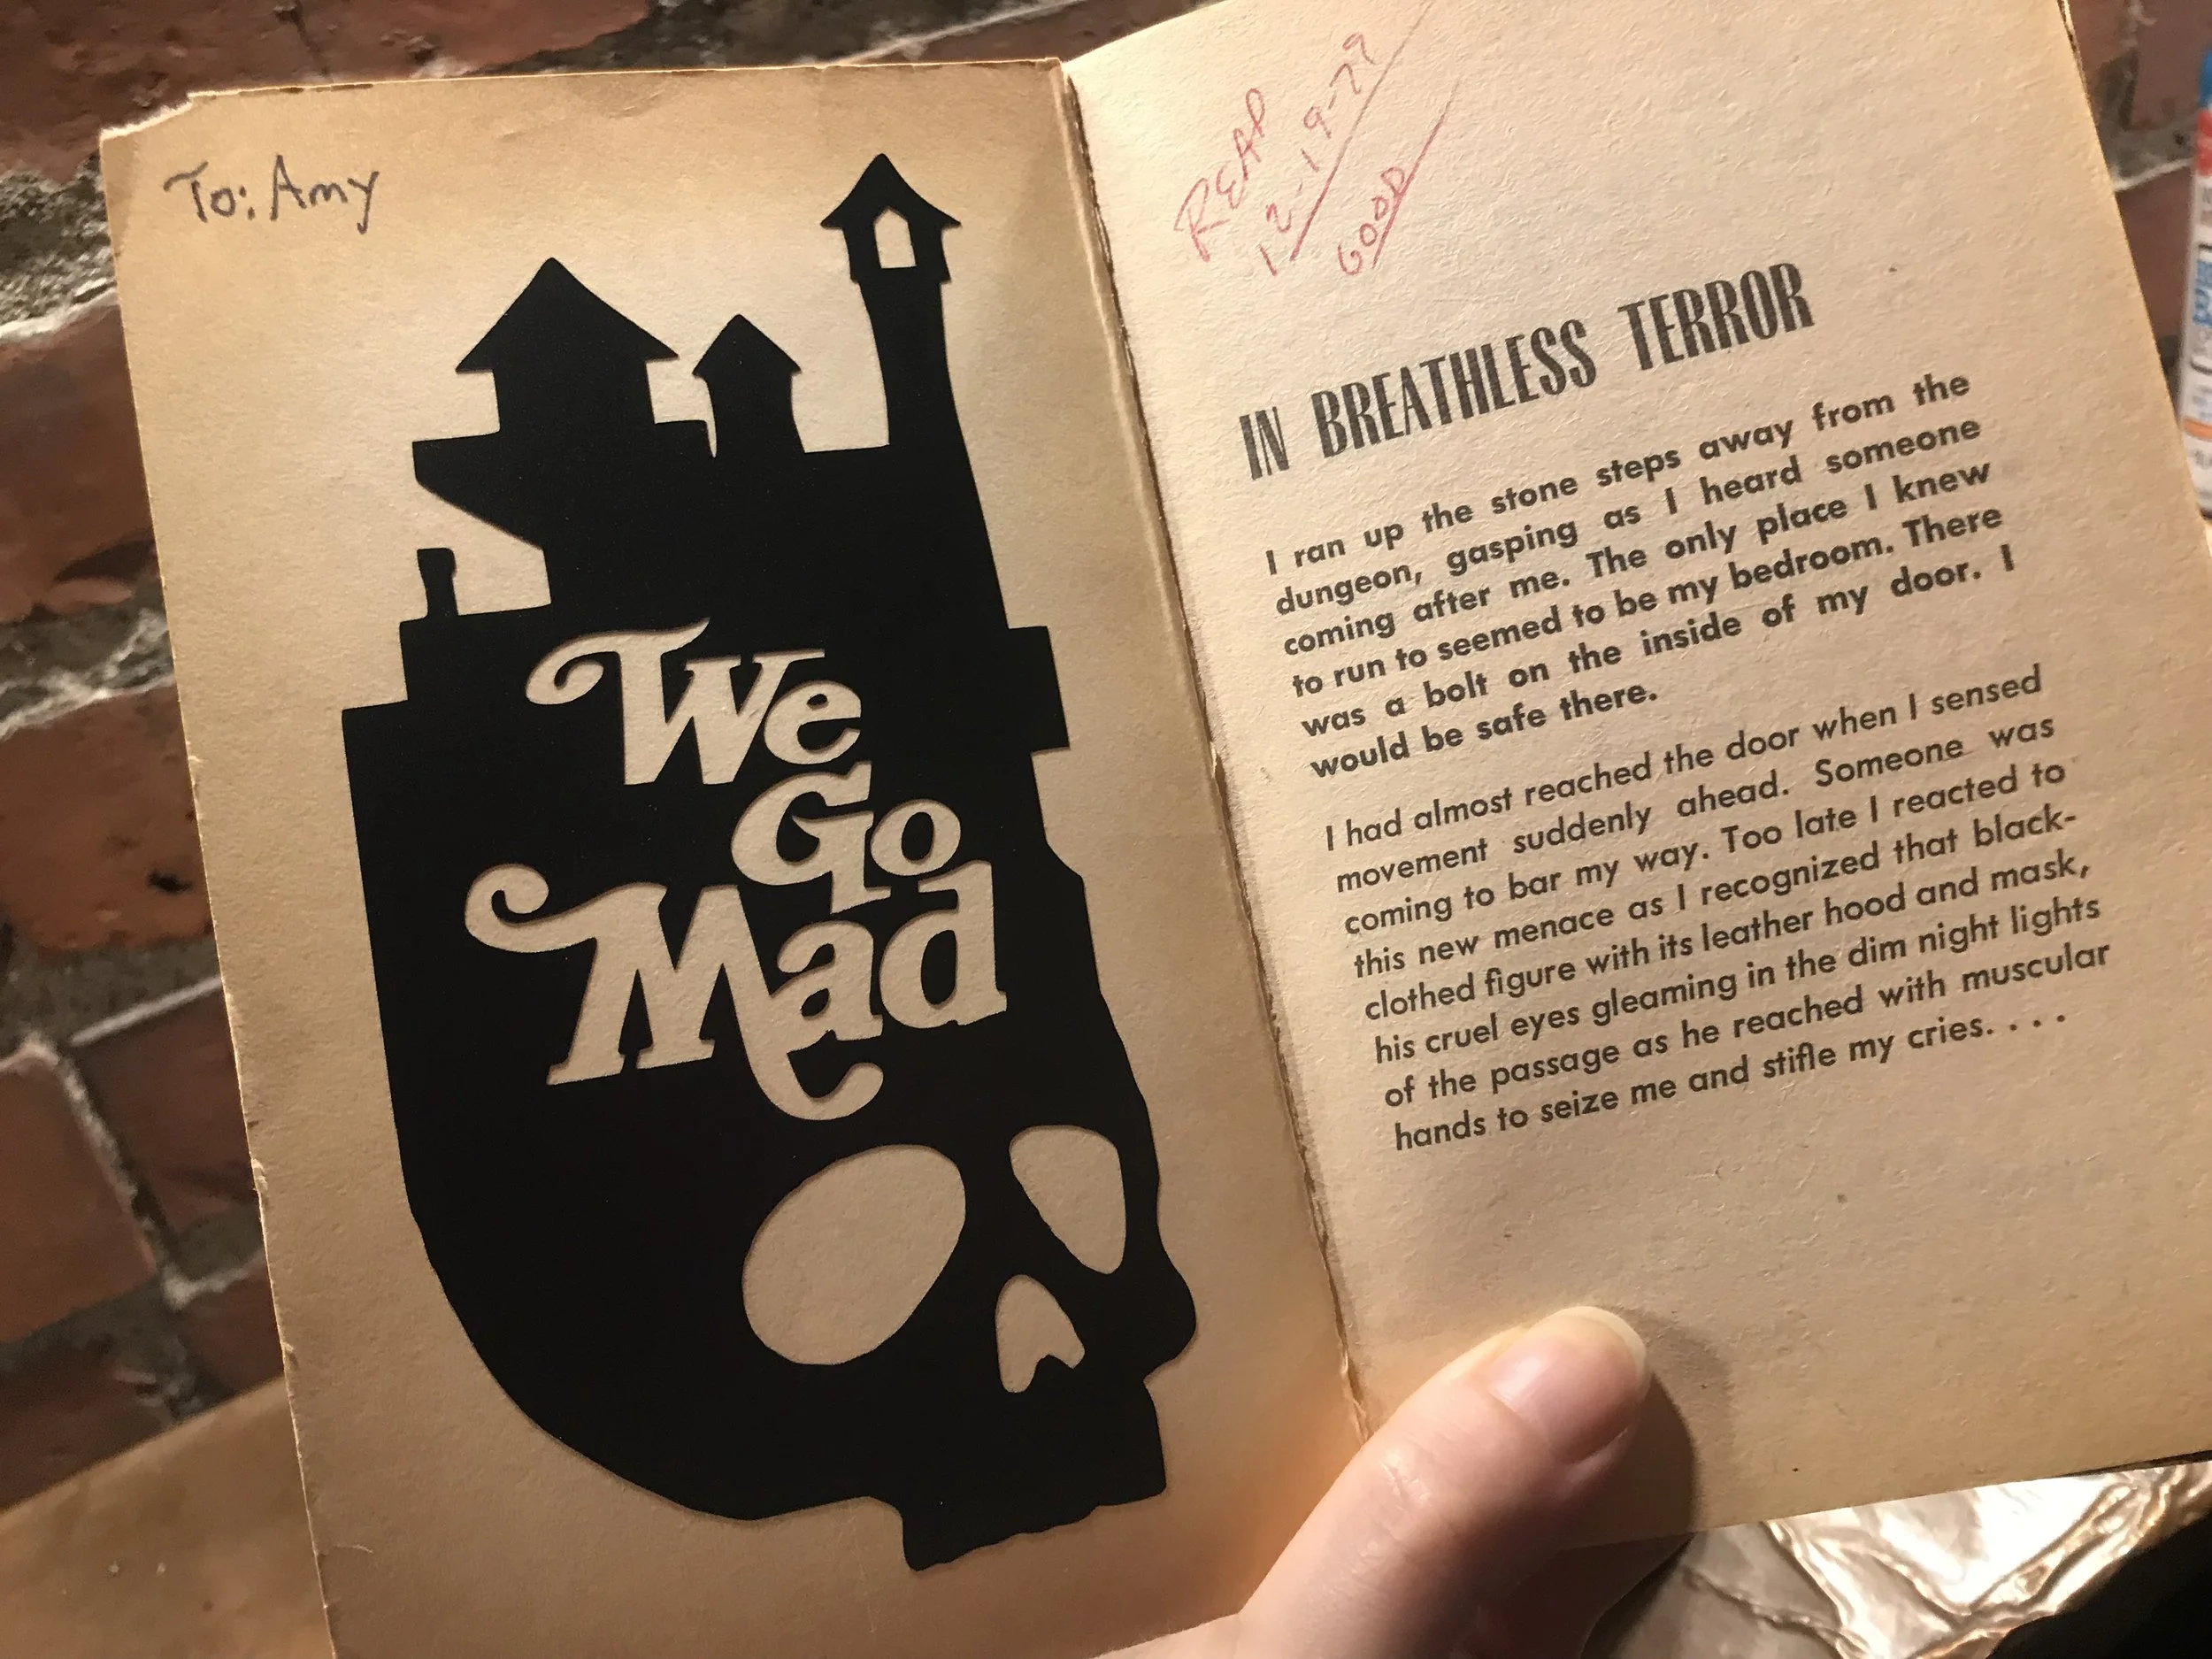 To: Amy
We
Go
Mad
READ
12-19-79
GOOD
IN BREATHLESS TERROR
I ran up the stone steps away from the
dungeon, gasping as I heard someone
coming after me. The only place I knew
to run to seemed to be my bedroom. There
was a bolt on the inside of my door. I
would be safe there.
I had almost reached the door when I sensed
movement suddenly ahead. Someone was
coming to bar my way. Too late I reacted to
this new menace as I recognized that black-
clothed figure with its leather hood and mask,
his cruel eyes gleaming in the dim night lights
of the passage as he reached with muscular
hands to seize me and stifle my cries. . . .